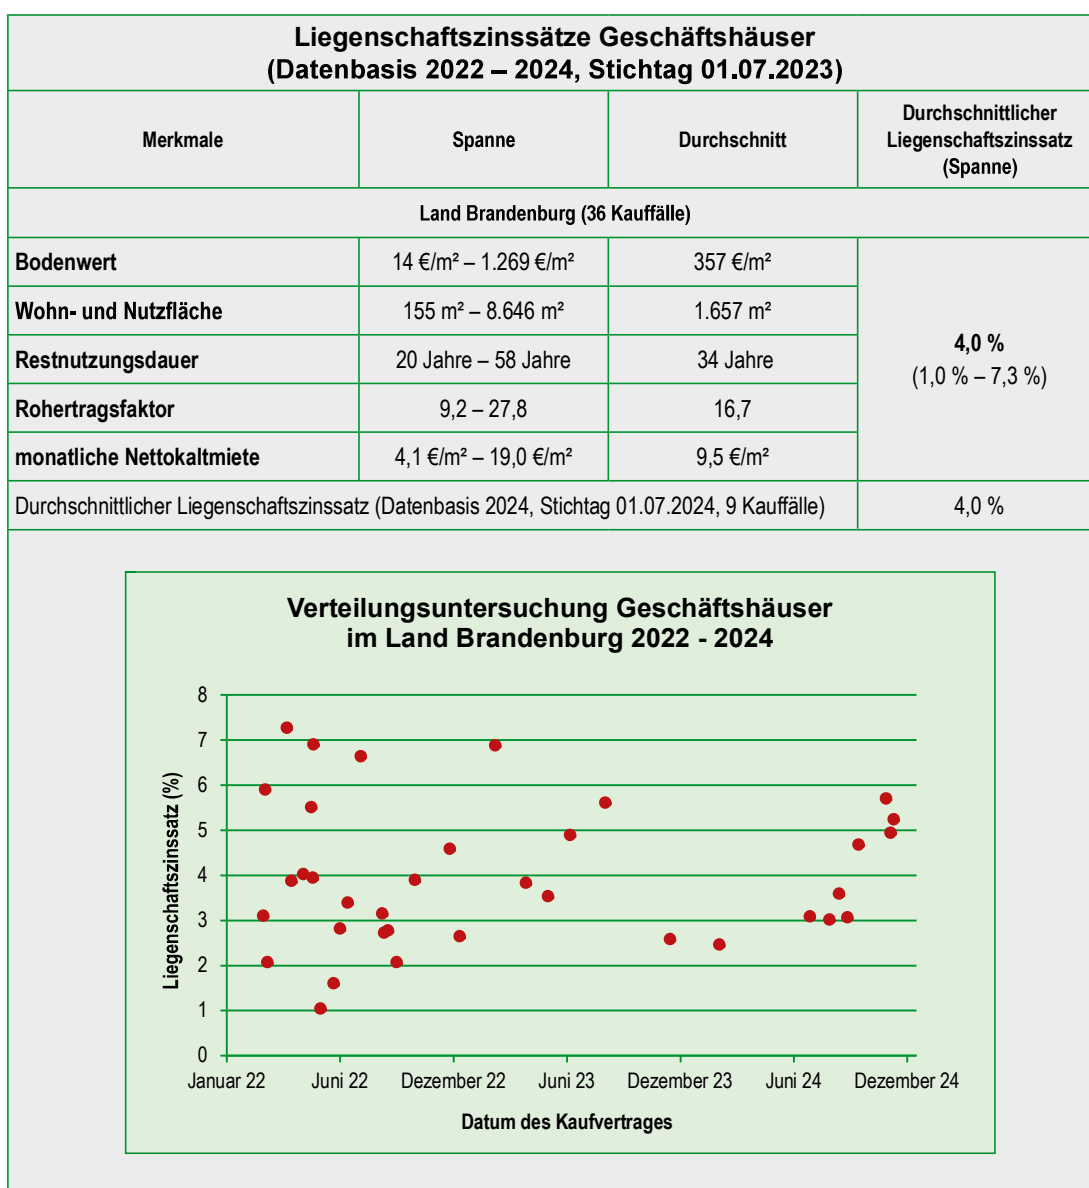 Liegenschaftszinssätze Geschäftshäuser
(Datenbasis 2022 – 2024, Stichtag 01.07.2023)
Merkmale Spanne Durchschnitt Durchschnittlicher
Liegenschaftszinssatz
(Spanne)
Land Brandenburg (36 Kauffälle)
Bodenwert 14 €/m² – 1.269 €/m² 357 €/m²
Wohn- und Nutzfläche 155 m² – 8.646 m² 1.657 m²
Restnutzungsdauer 20 Jahre – 58 Jahre 34 Jahre
Rohertragsfaktor 9,2 – 27,8 16,7
monatliche Nettokaltmiete 4,1 €/m² – 19,0 €/m² 9,5 €/m²
4,0 %
(1,0 % – 7,3 %)
Durchschnittlicher Liegenschaftszinssatz (Datenbasis 2024, Stichtag 01.07.2024, 9 Kauffälle) 4,0 %
Verteilungsuntersuchung Geschäftshäuser
im Land Brandenburg 2022 - 2024
Liegenschaftszinssatz (%)
8
7
6
5
4
3
2
1
0
Januar 22 Juni 22 Dezember 22 Juni 23 Dezember 23 Juni 24 Dezember 24
Datum des Kaufvertrages